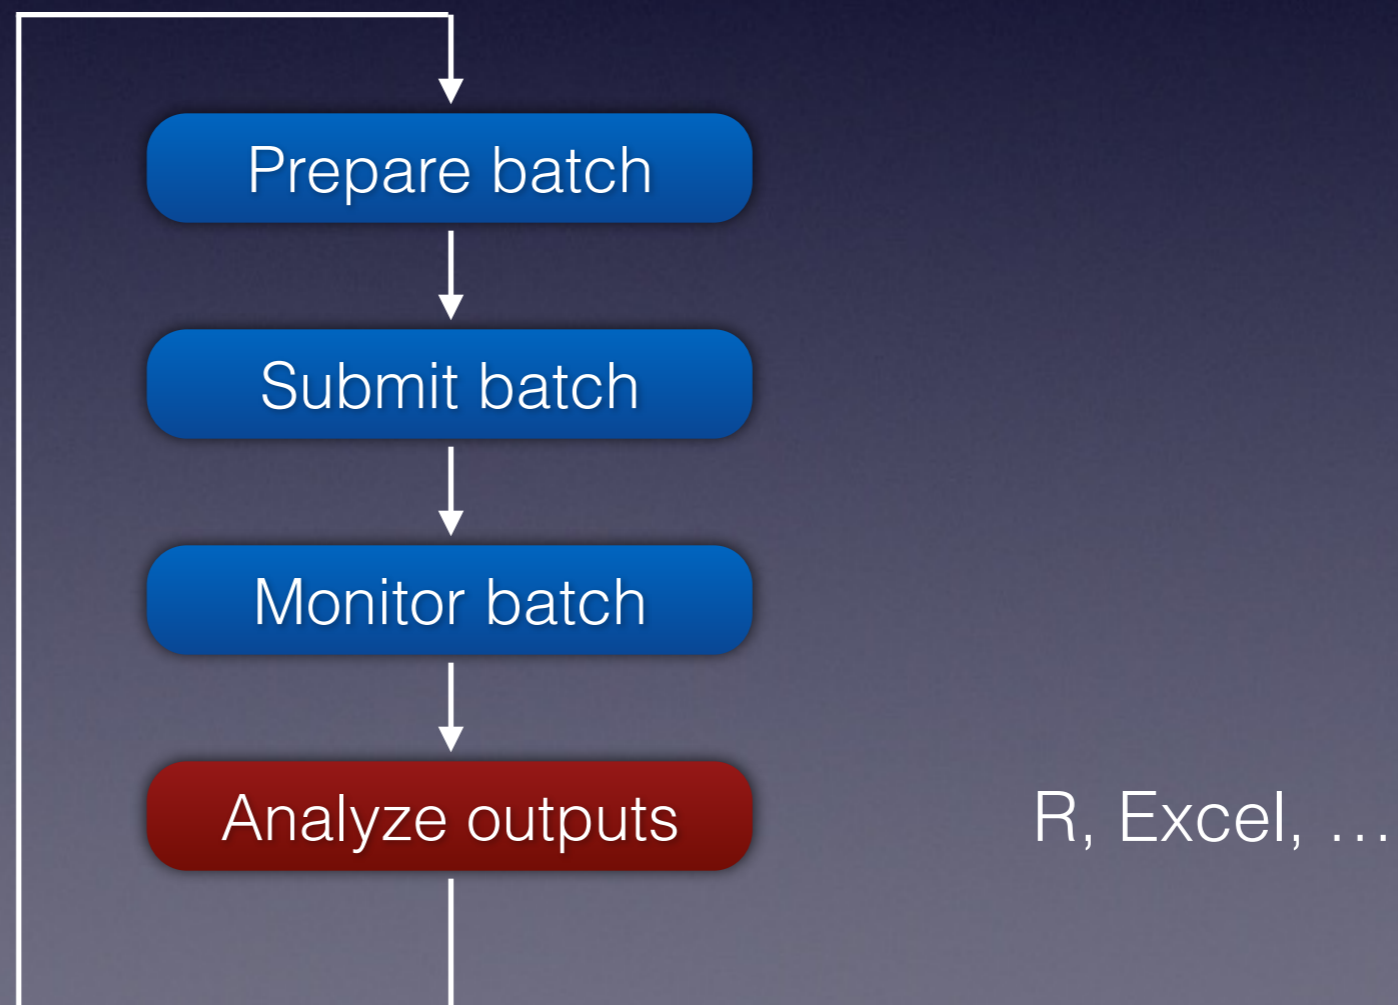 Prepare batch
Submit batch
Monitor batch
Analyze outputs
R, Excel, …